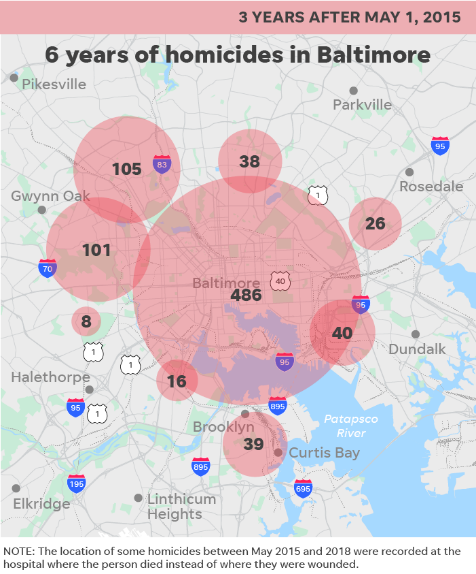 3 YEARS AFTER MAY 1, 2015
6 years of homicides in Baltimore
Pikesville
Parkville
95
105
83
38
Rosedale
1
Gwynn Oak
26
101
70
Baltimore
40
486
95
8
40
1
Dundalk
1
95
16
Halethorpe
95
1
895
Brooklyn
Patapsco
River
39
Curtis Bay
895
195
695
Elkridge
Linthicum
Heights
NOTE: The location of some homicides between May 2015 and 2018 were recorded at the
hospital where the person died instead of where they were wounded.